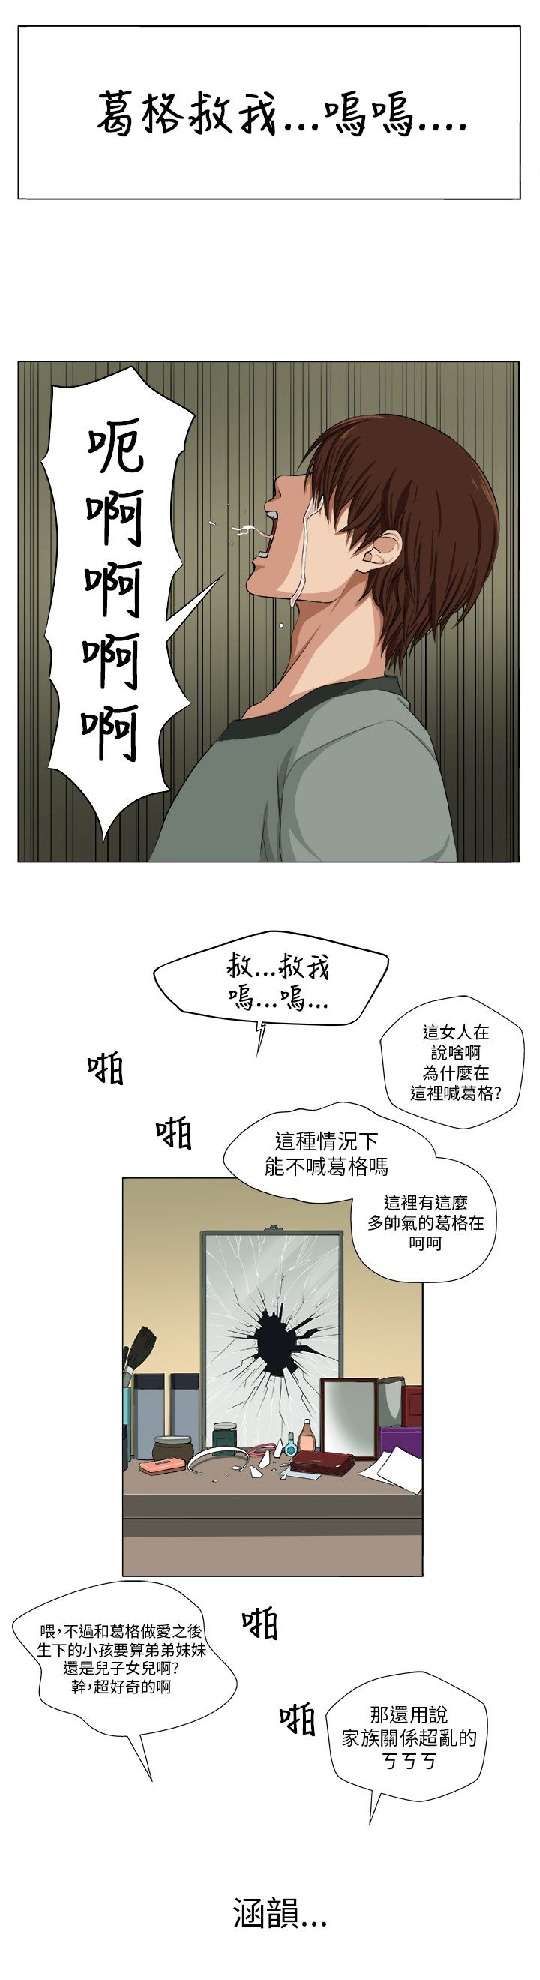 葛格救我...嗚嗚....
呃啊啊啊啊
救...救我
嗚...嗚...
這女人在
說啥啊
為什麼在
這裡喊葛格?
啪
啪
這種情況下
能不喊葛格嗎
這裡有這麼
多帥氣的葛格在
呵呵
喂,不過和葛格做愛之後
生下的小孩要算弟弟妹妹
還是兒子女兒啊?
幹,超好奇的啊
啪
啪
那還用說
家族關係超亂的
ㄎㄎㄎ
涵韻...